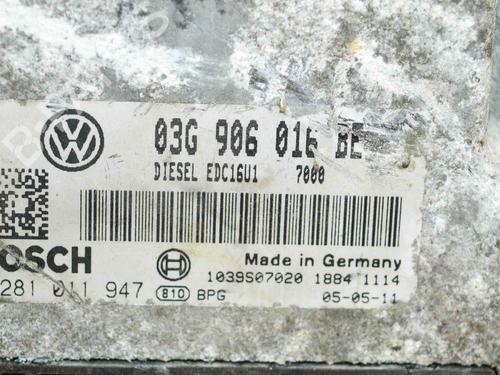 03G 906 016 BE
DIESEL EDC16U1 7000
BOSCH
Made in Germany
281 011 947
1039S07020 1884 1114
810 BPG
05-05-11